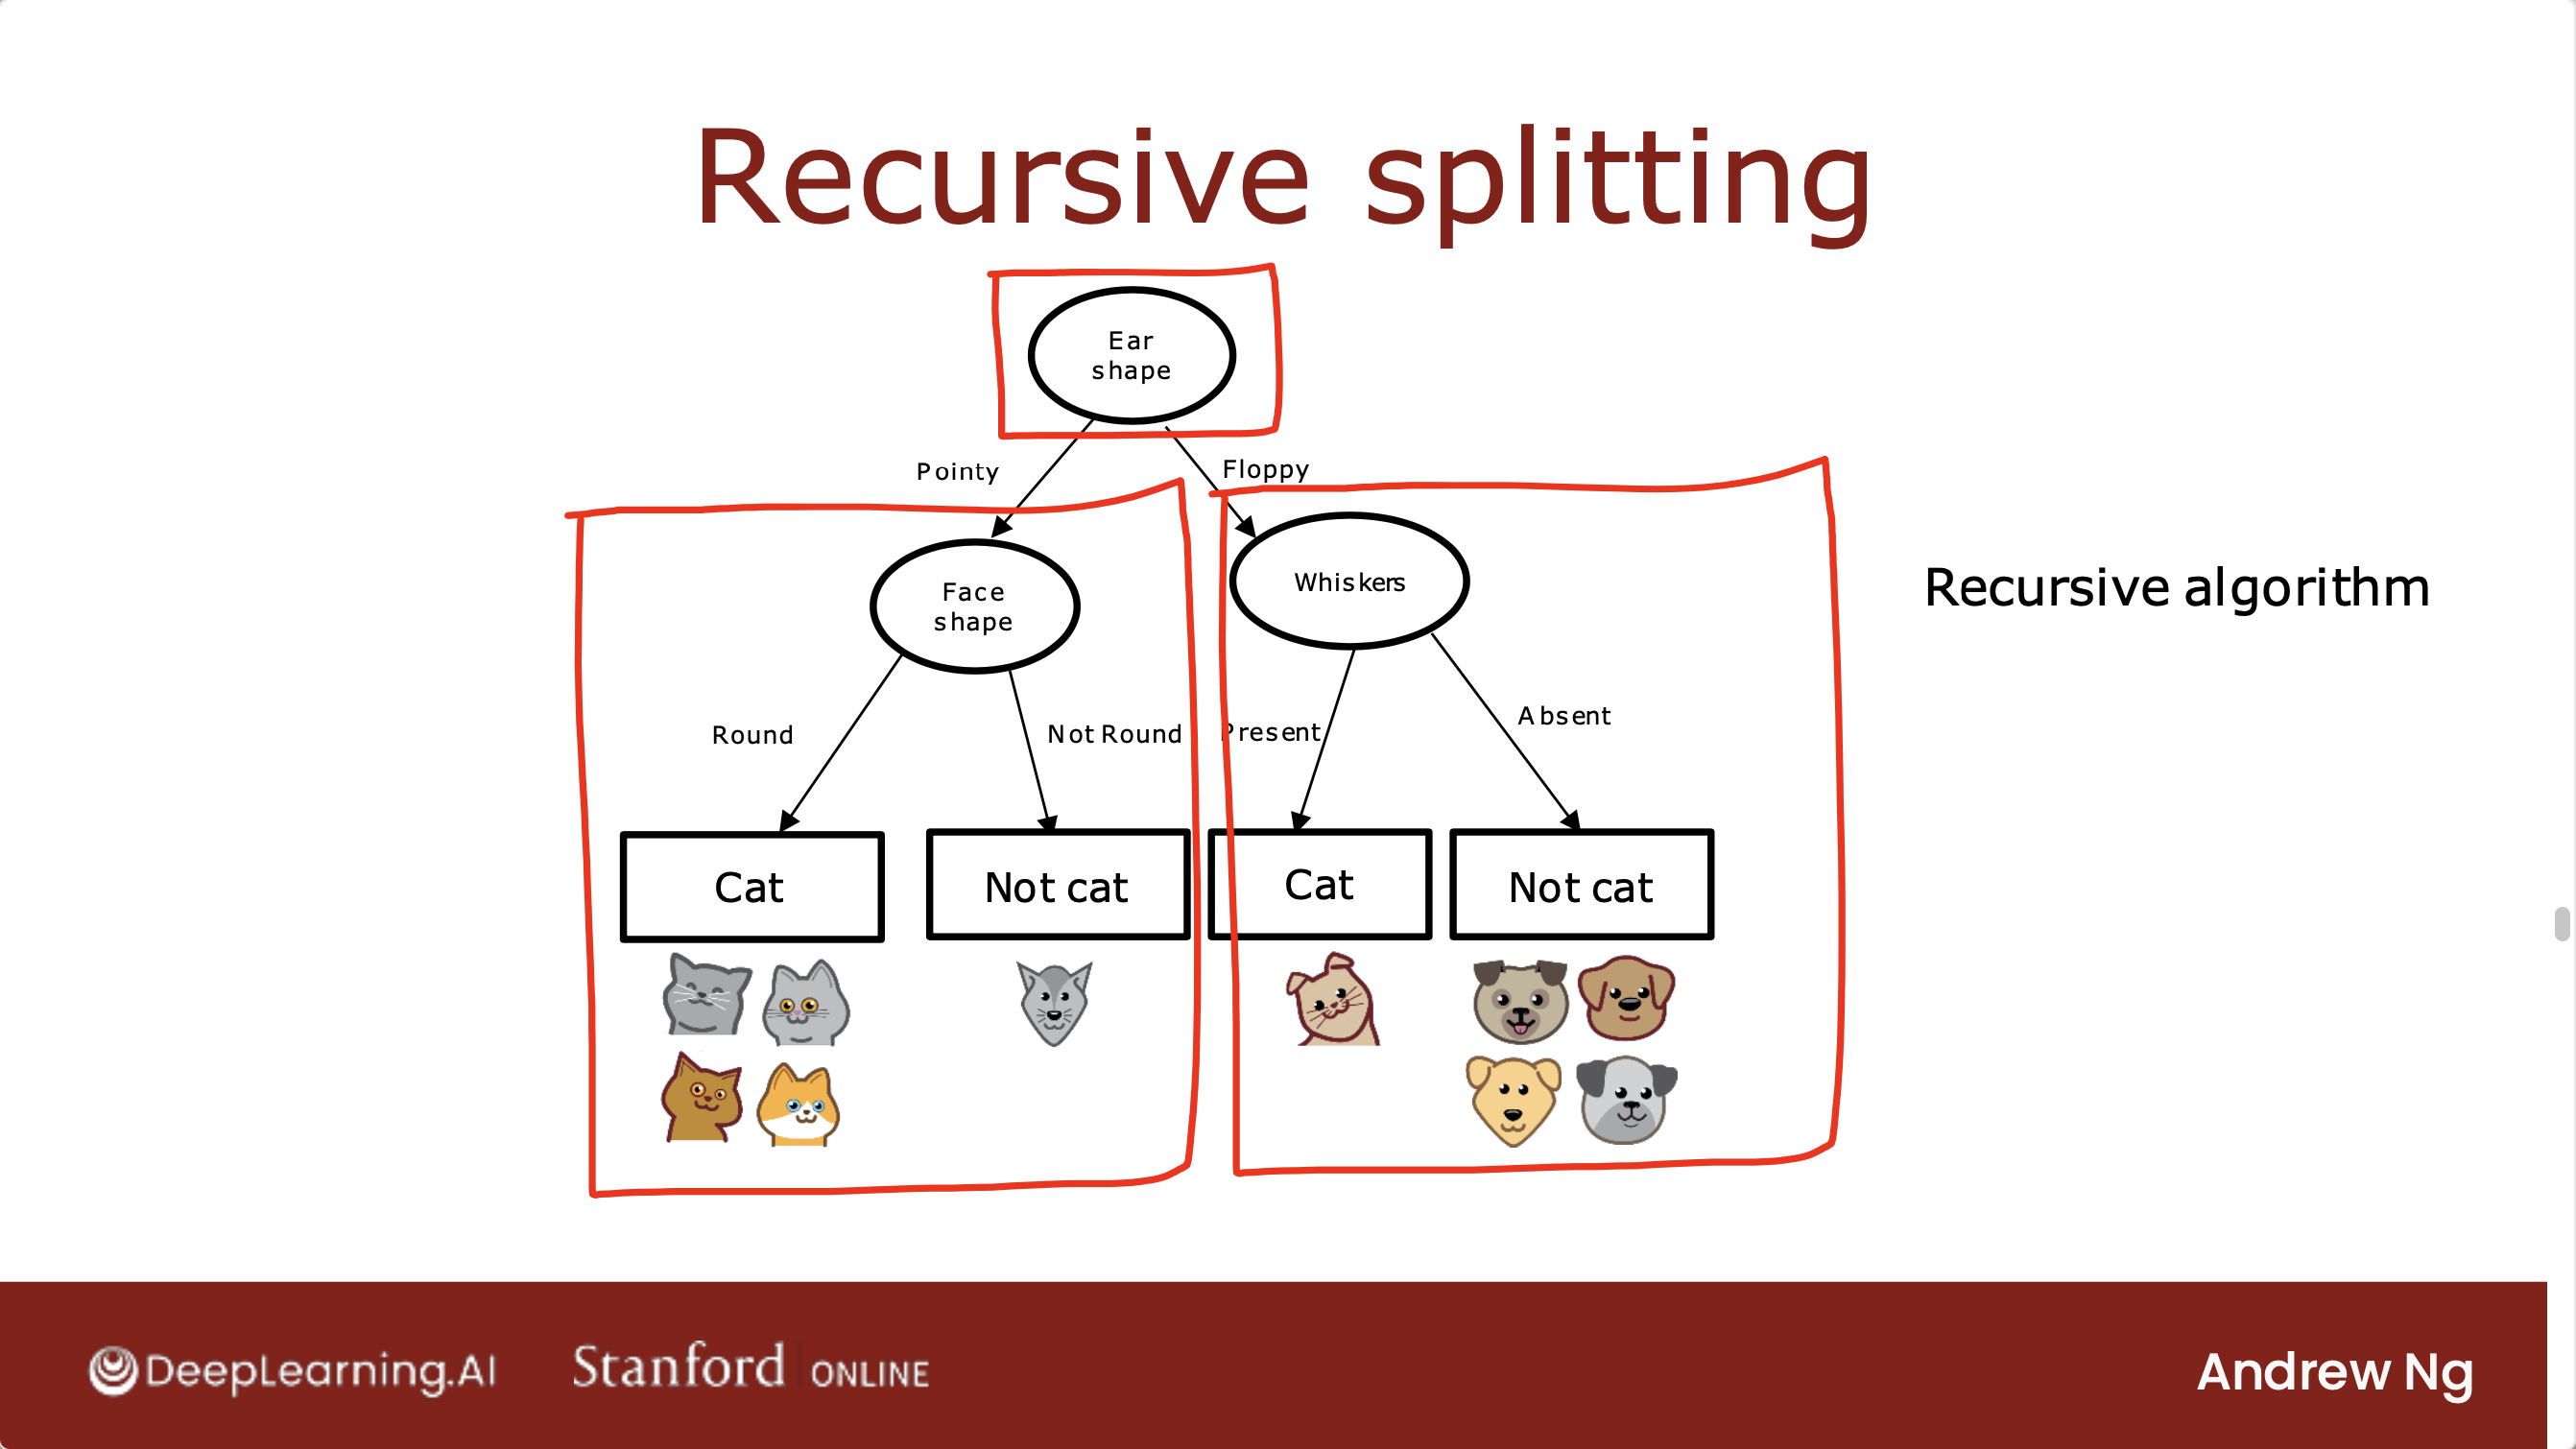 Recursive splitting
Ear
shape
Pointy
Floppy
Face
shape
Whiskers
Recursive algorithm
Round
Not Round
Present
Absent
Cat
Not cat
Cat
Not cat
DeepLearning.AI
Stanford | ONLINE
Andrew Ng